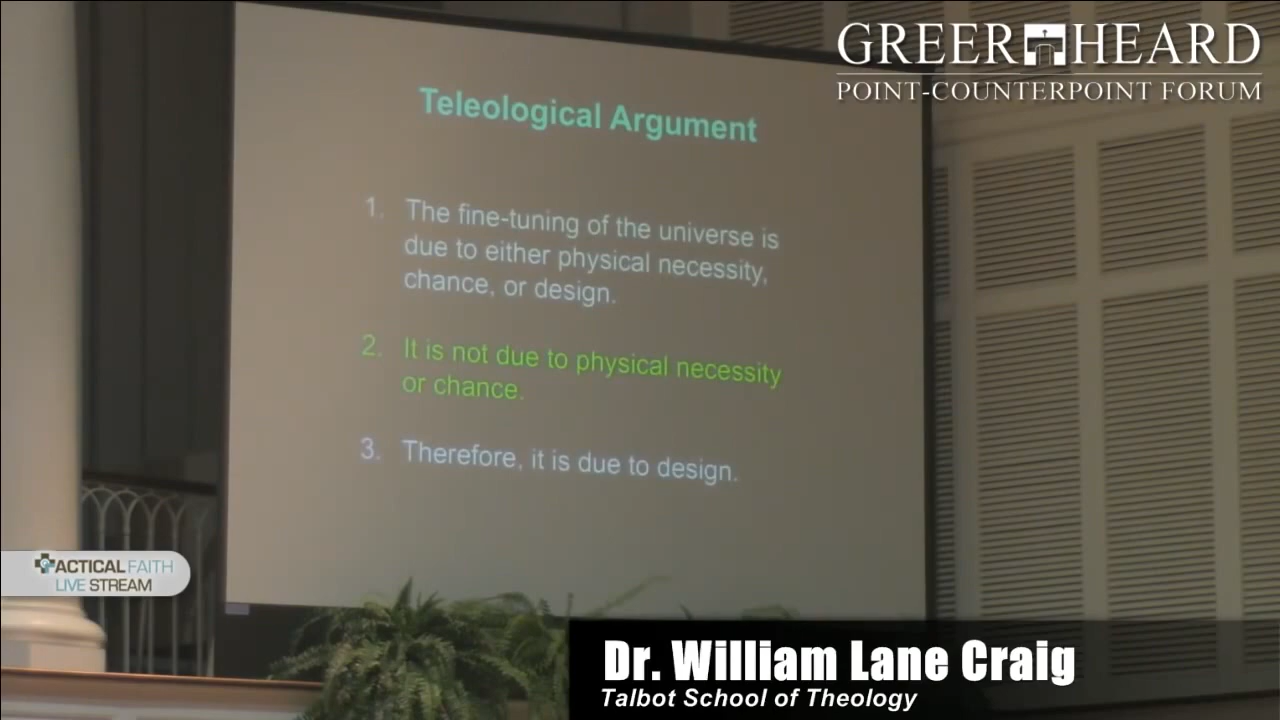 GREER HEARD
POINT-COUNTERPOINT FORUM
Teleological Argument
1. The fine-tuning of the universe is
due to either physical necessity,
chance, or design.
2. It is not due to physical necessity
or chance.
3. Therefore, it is due to design.
TACTICAL FAITH
LIVE STREAM
Dr. William Lane Craig
Talbot School of Theology